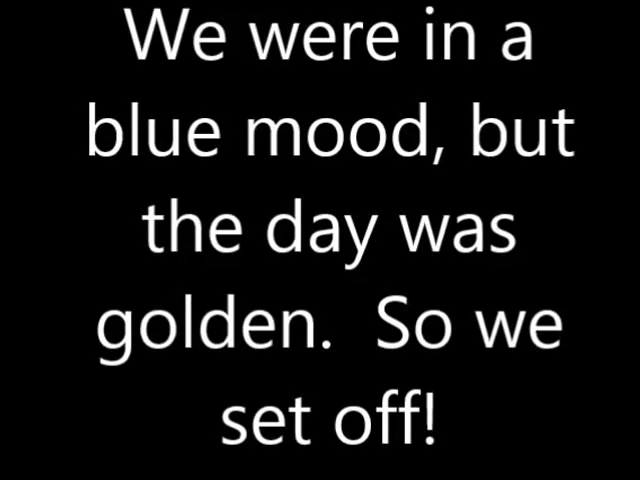 We were in a
blue mood, but
the day was
golden.  So we
set off!